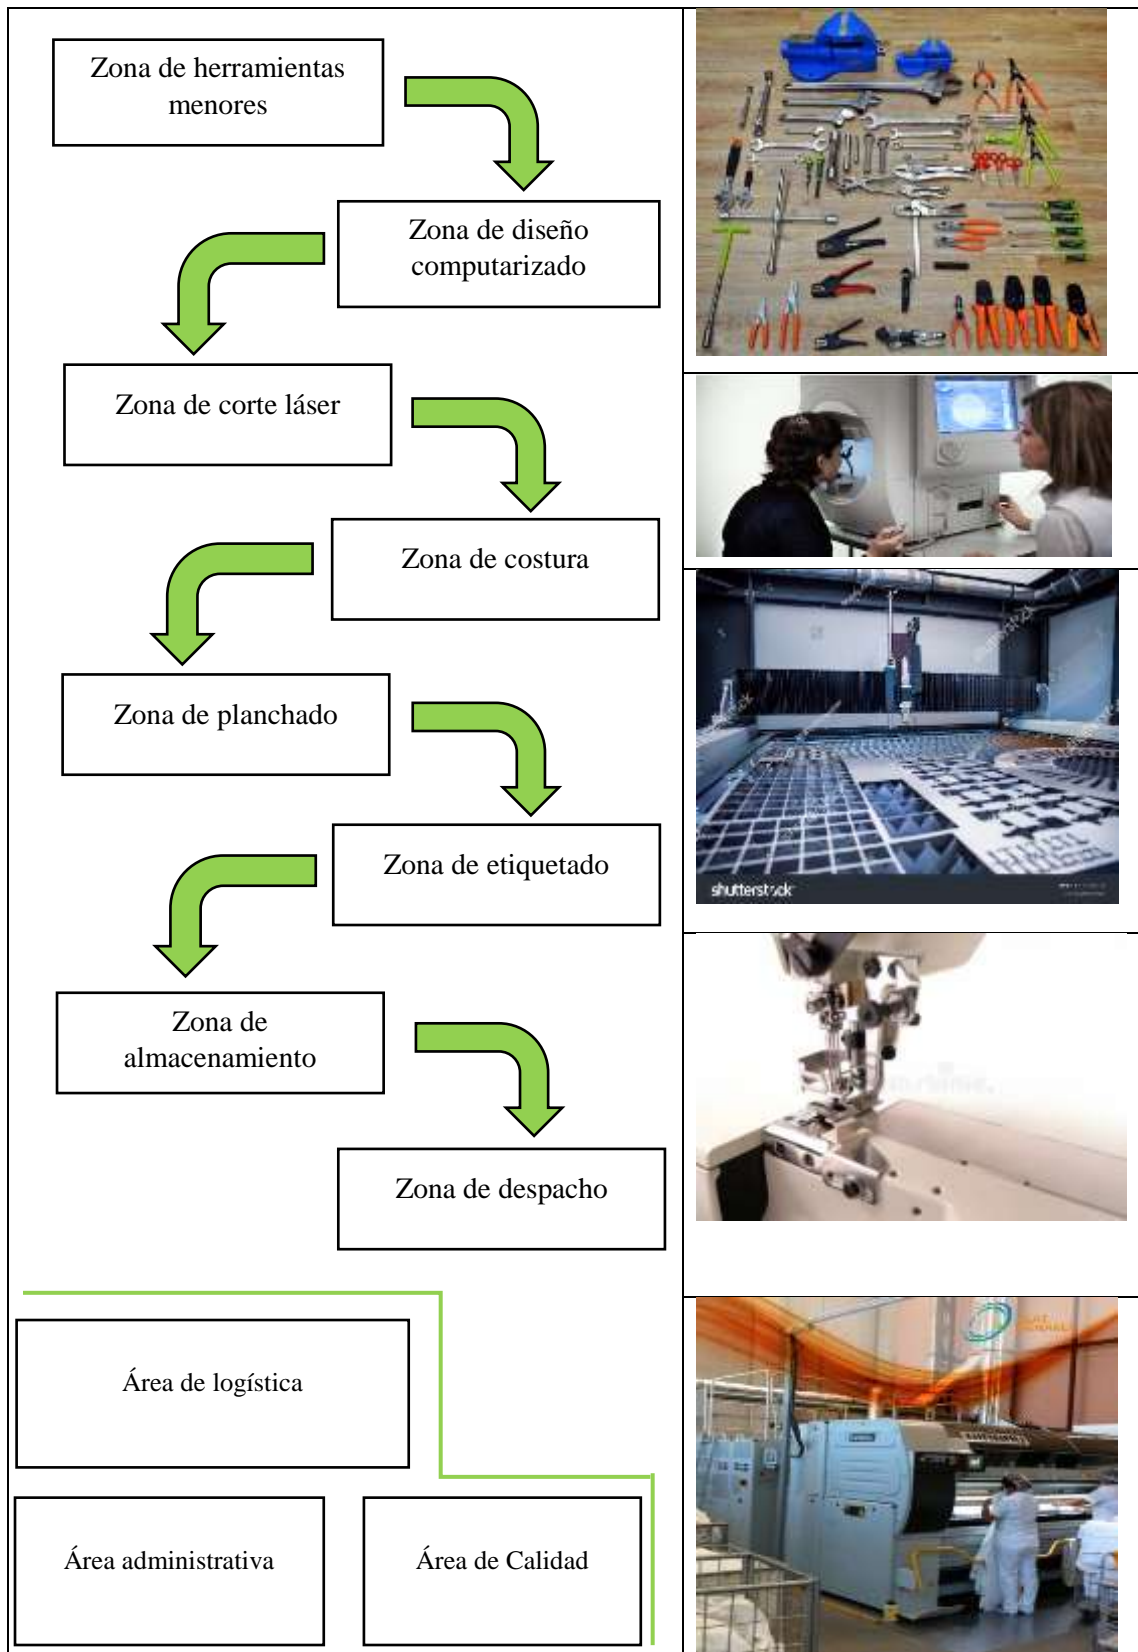 Zona de herramientas
menores
Zona de diseño
computarizado
Zona de corte láser
Zona de costura
Zona de planchado
Zona de etiquetado
Zona de
almacenamiento
Zona de despacho
Área de logística
Área administrativa
Área de Calidad
shutterstock